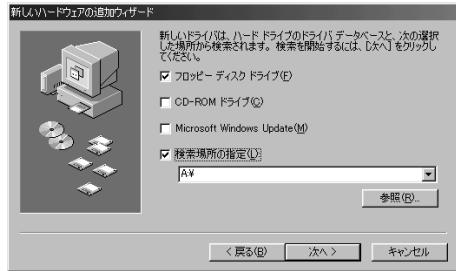 新しいハードウェアの追加ウィザード
新しいドライバは、ハード ドライブのドライバ データベースと、次の選択
した場所から検索されます。検索を開始するには、[次へ] をクリックし
てください。
フロッピー ディスク ドライブ(F)
CD-ROM ドライブ(C)
Microsoft Windows Update(M)
検索場所の指定(L)
A:¥
参照(R)...
< 戻る(B)
次へ >
キャンセル